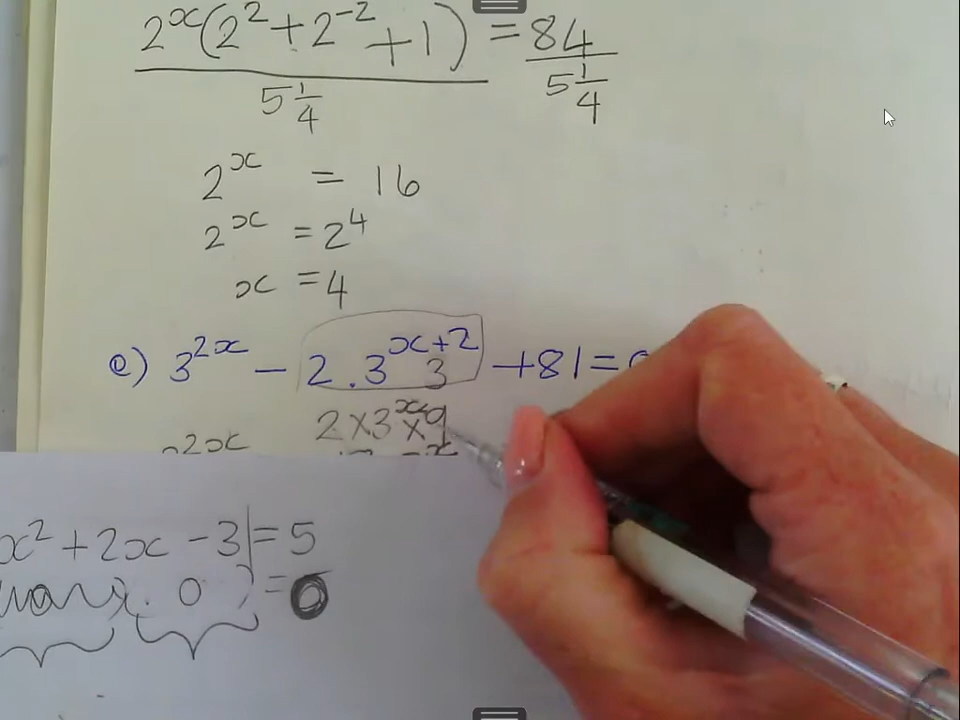 2^x(2^2 + 2^-2 + 1) = 84
5 1/4 5 1/4
2^x = 16
2^x = 2^4
x = 4
e) 3^2x - 2 . 3^x+2 3 + 81 =
2 x 3^x x 9
x^2 + 2x - 3 = 5
. 0 ) = 0